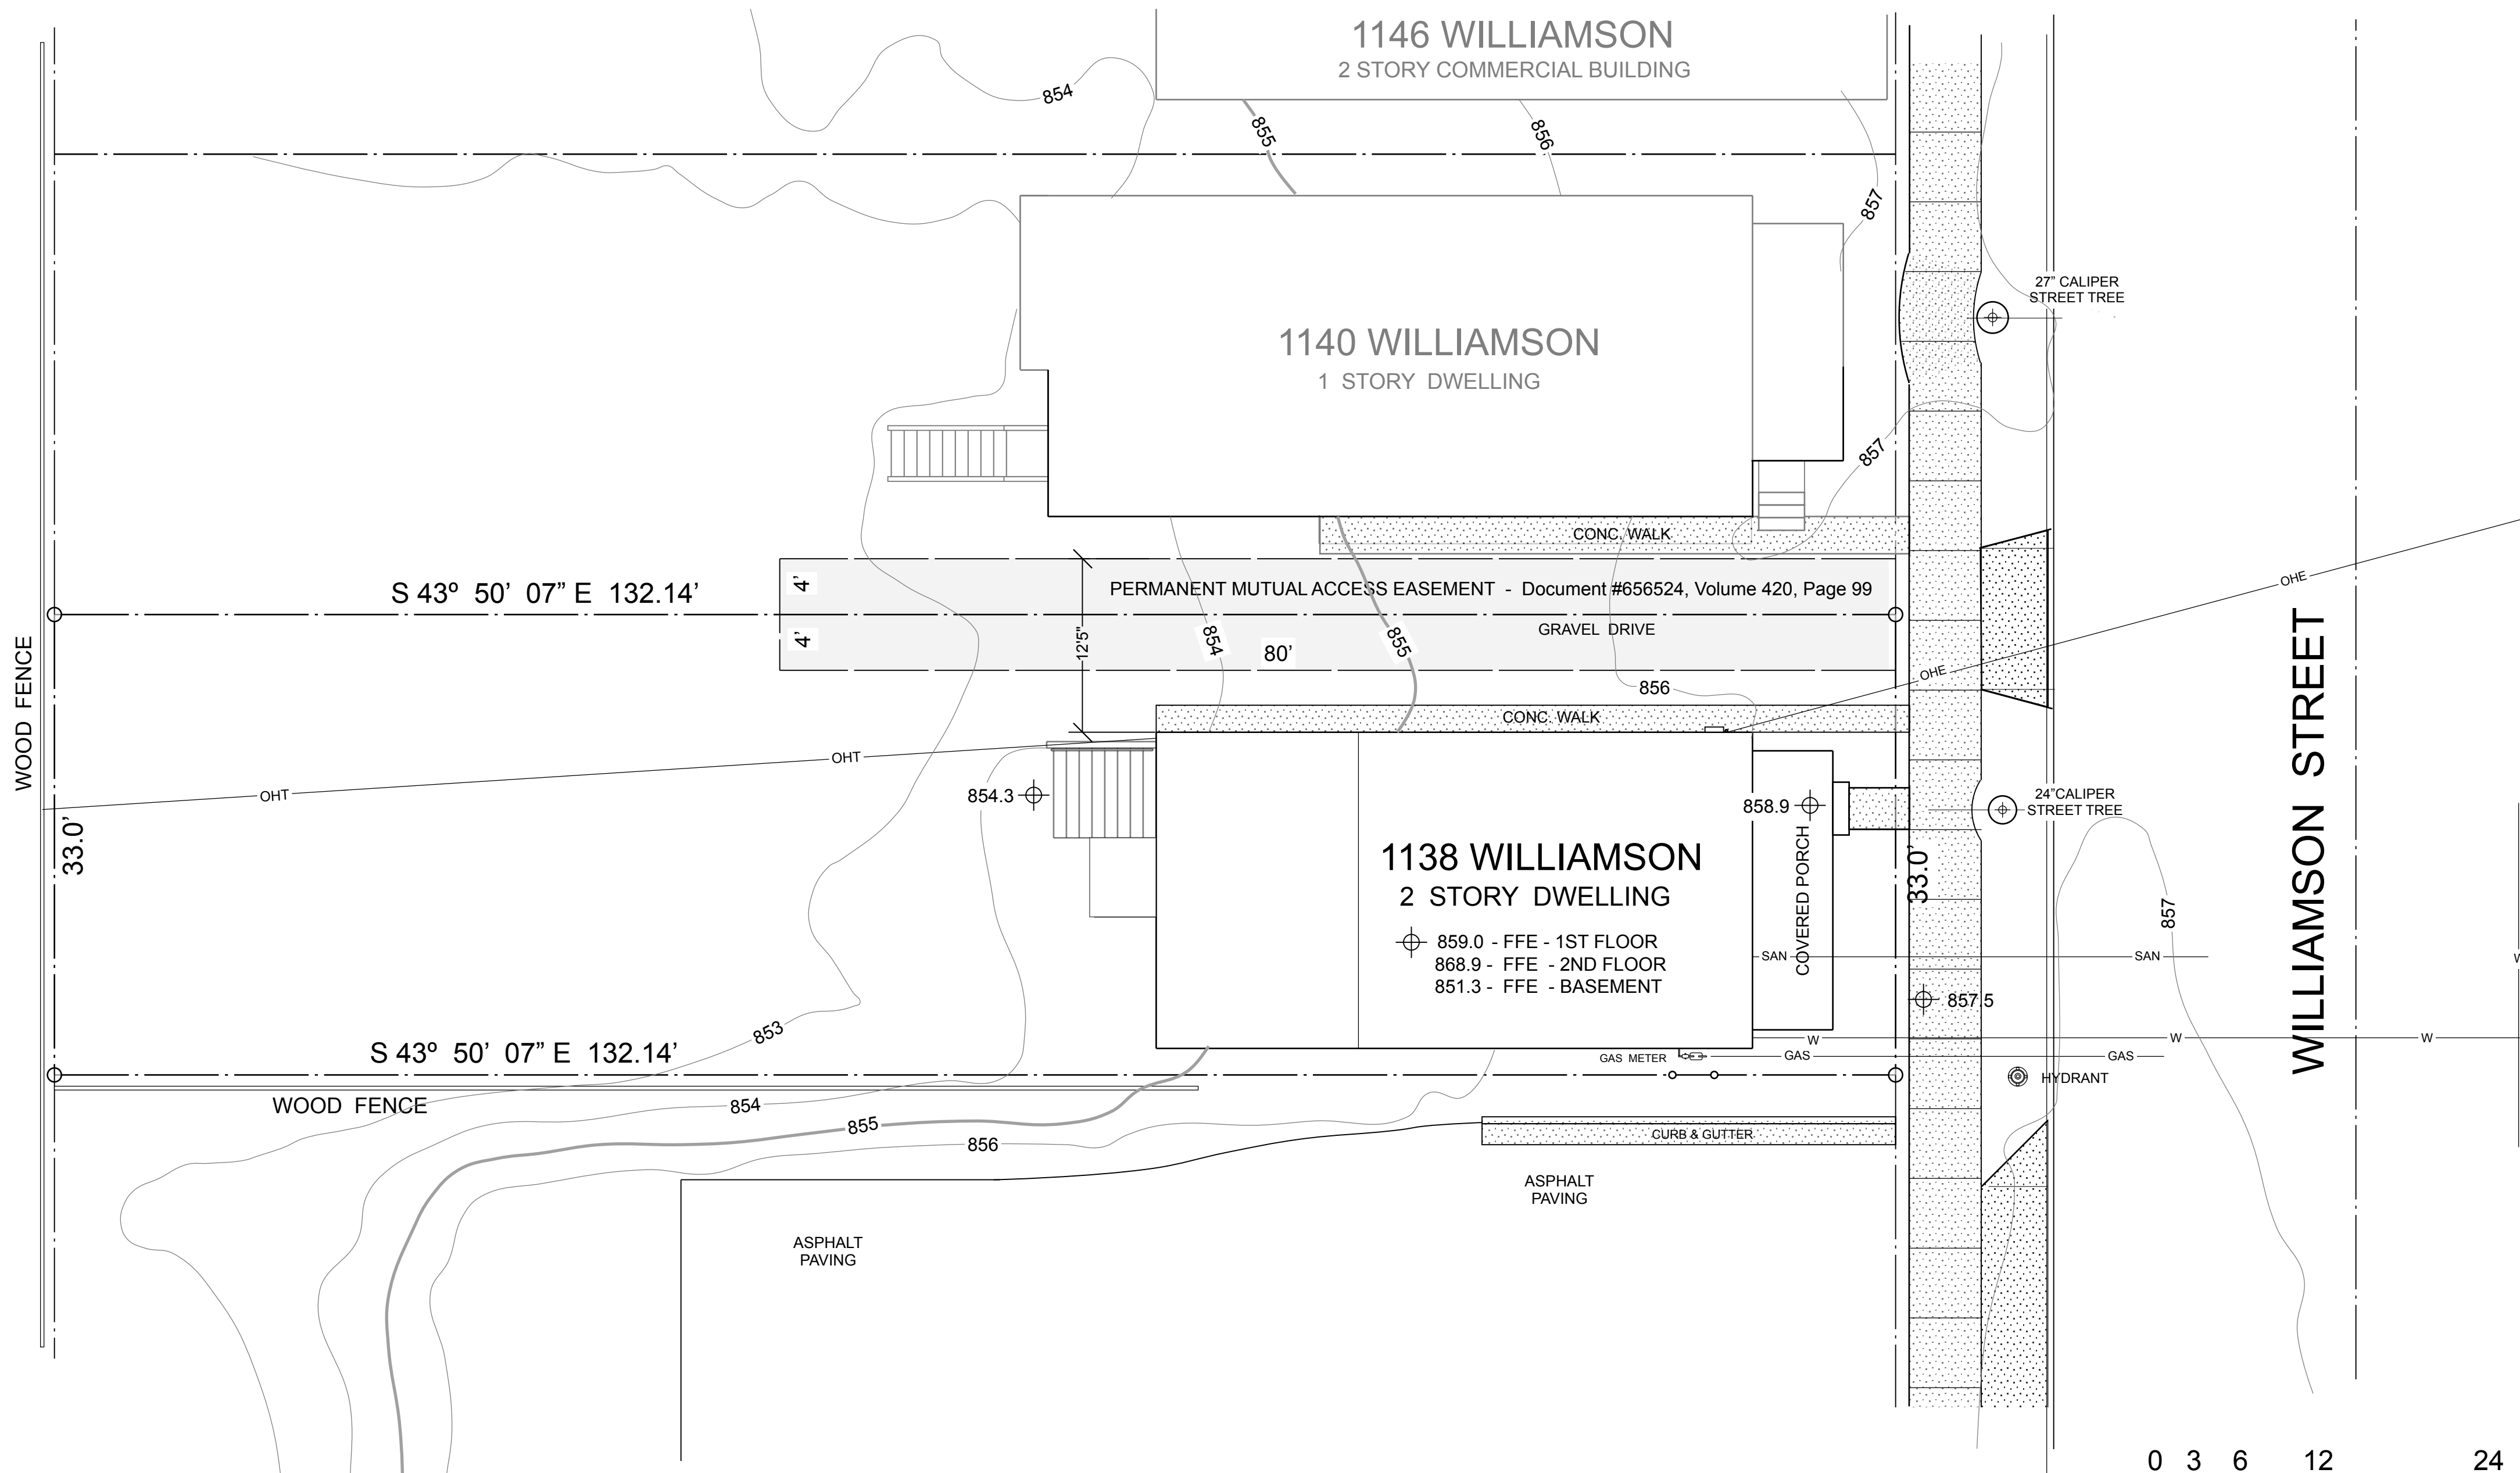 1146 WILLIAMSON
2 STORY COMMERCIAL BUILDING
854
855
856
857
27” CALIPER
STREET TREE
1140 WILLIAMSON
1 STORY DWELLING
857
CONC. WALK
OHE
S 43º 50’ 07” E 132.14’
4’
PERMANENT MUTUAL ACCESS EASEMENT - Document #656524, Volume 420, Page 99
4’
12'5"
854
80’
855
GRAVEL DRIVE
856
OHE
WOOD FENCE
CONC. WALK
WILLIAMSON STREET
OHT
OHT
854.3
858.9
24”CALIPER
STREET TREE
33.0’
1138 WILLIAMSON
2 STORY DWELLING
COVERED PORCH
33.0’
857
859.0 - FFE - 1ST FLOOR
868.9 - FFE - 2ND FLOOR
851.3 - FFE - BASEMENT
SAN
SAN
W
857.5
853
S 43º 50’ 07” E 132.14’
W
W
W
GAS METER
GAS
GAS
HYDRANT
WOOD FENCE
854
855
856
CURB & GUTTER
ASPHALT
PAVING
ASPHALT
PAVING
0 3 6 12 24